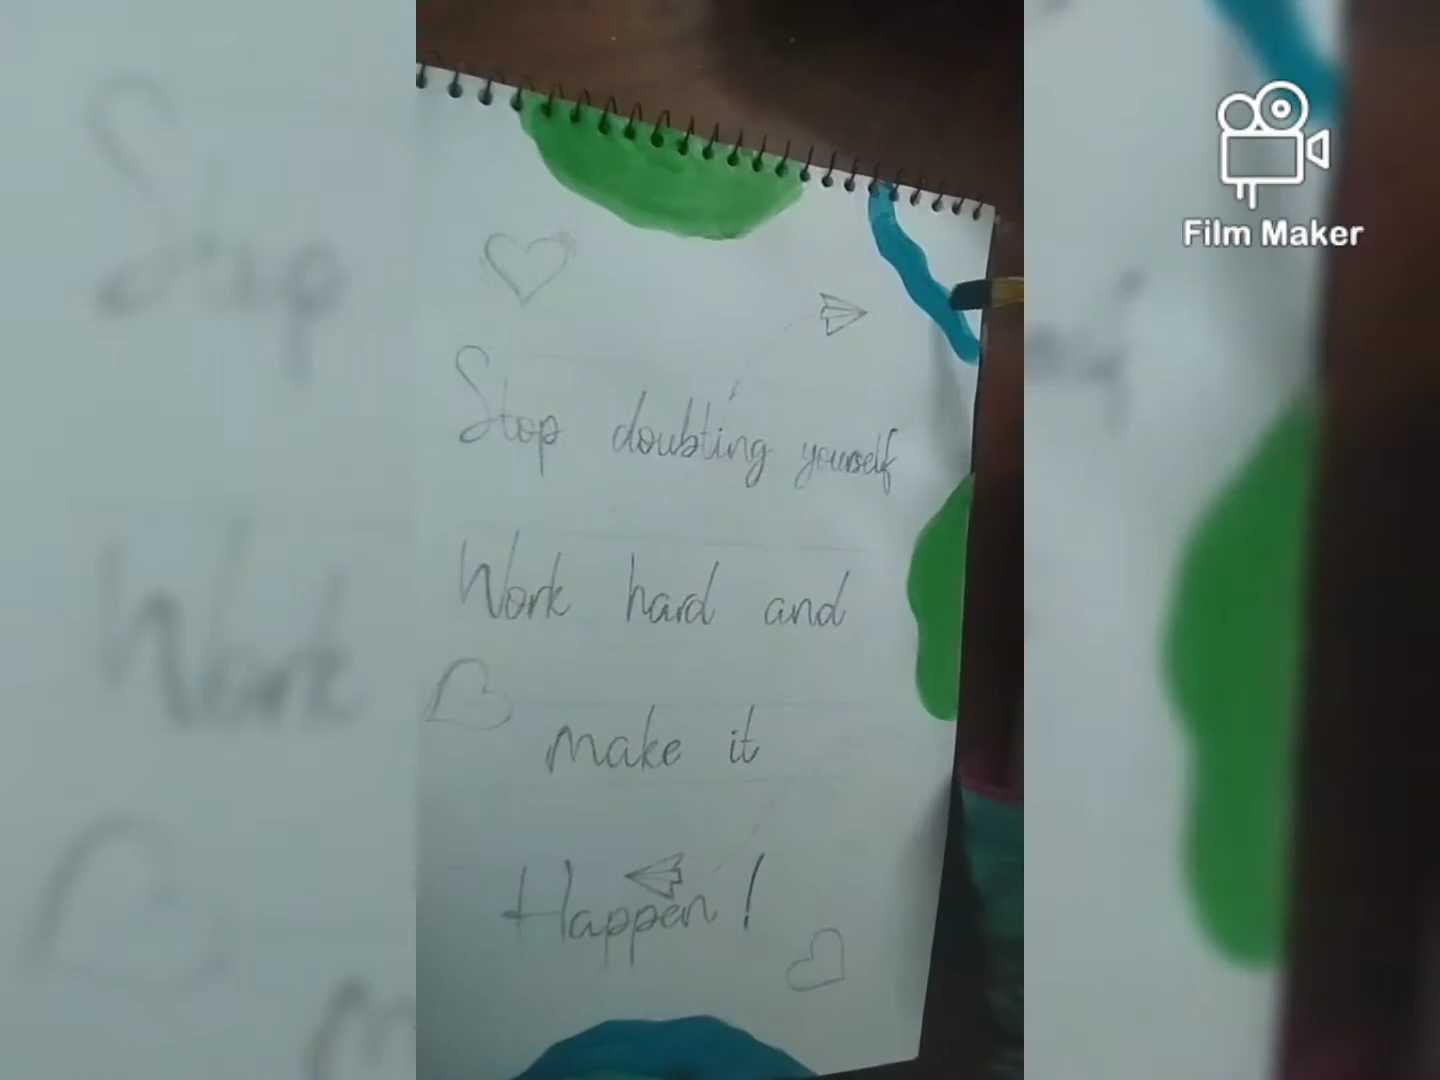 Stop doubting yourself
Work hard and
make it
Happen!
Film Maker